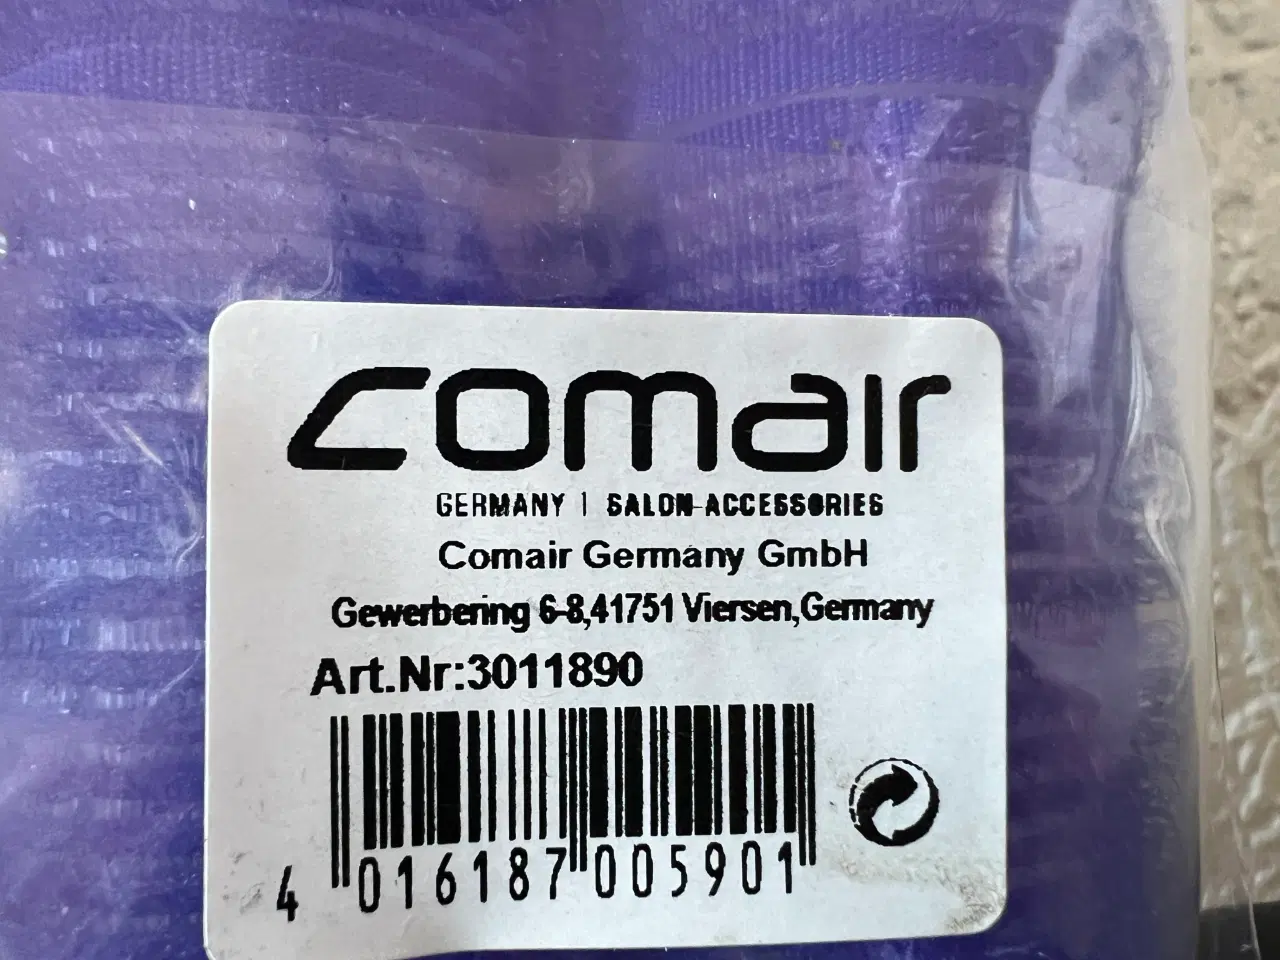 comair
GERMANY | SALON-ACCESSORIES
Comair Germany GmbH
Gewerbering 6-8,41751 Viersen,Germany
Art.Nr:3011890
4 016187 005901